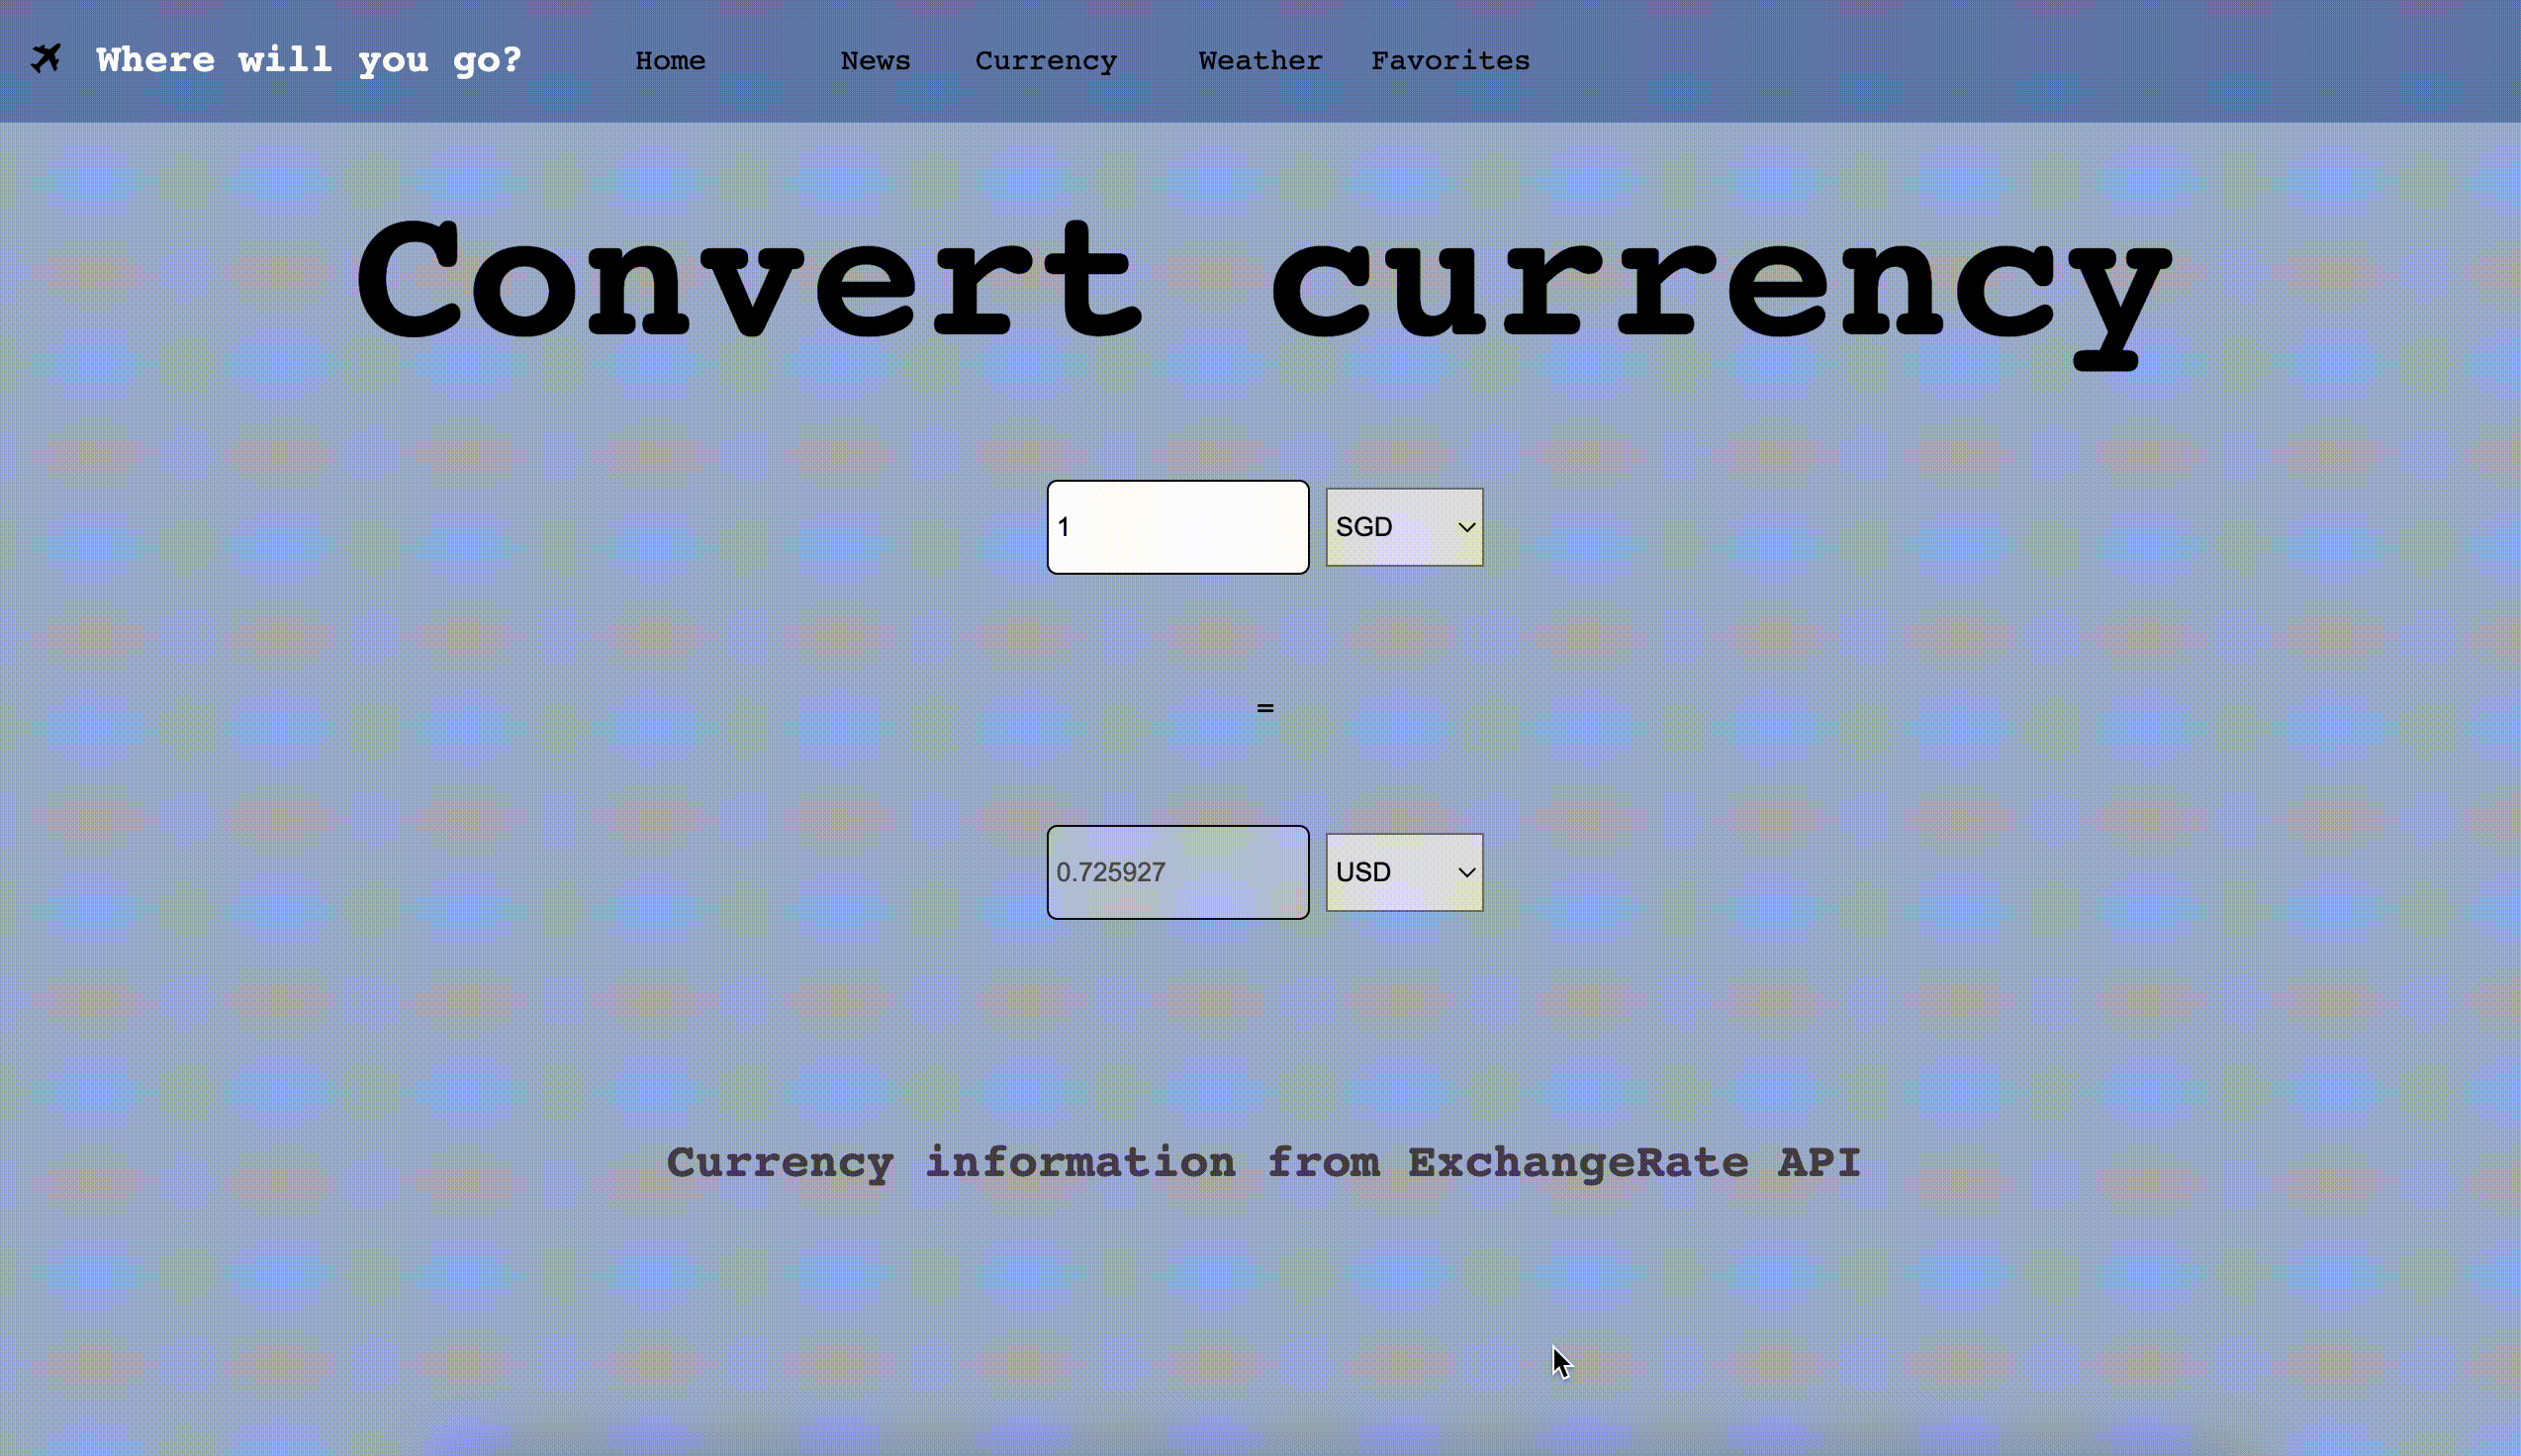 Where will you go? Home News Currency Weather Favorites
Convert currency
1 SGD
=
0.725927 USD
Currency information from ExchangeRate API